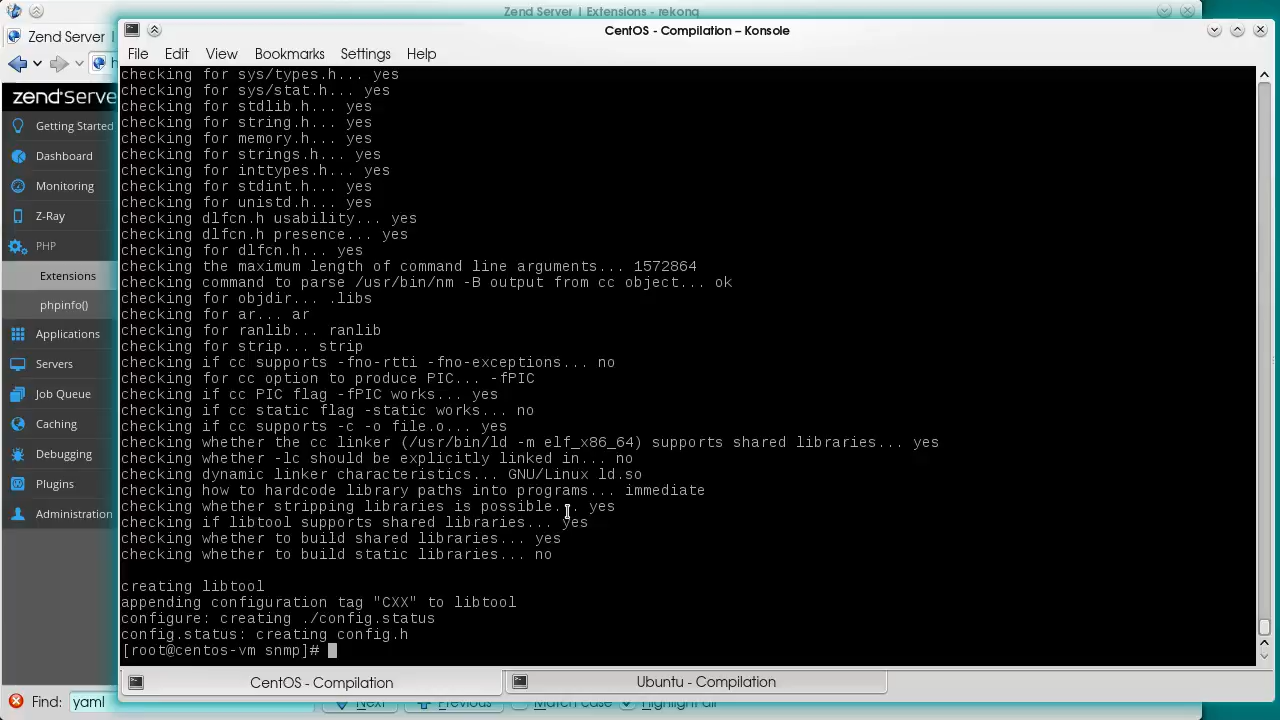 Zend Server | Extensions - rekonq
CentOS - Compilation – Konsole
Zend Server |
File Edit View Bookmarks Settings Help
zend Server
Getting Started
Dashboard
Monitoring
Z-Ray
PHP
Extensions
phpinfo()
Applications
Servers
Job Queue
Caching
Debugging
Plugins
Administration
checking for sys/types.h... yes
checking for sys/stat.h... yes
checking for stdlib.h... yes
checking for string.h... yes
checking for memory.h... yes
checking for strings.h... yes
checking for inttypes.h... yes
checking for stdint.h... yes
checking for unistd.h... yes
checking dlfcn.h usability... yes
checking dlfcn.h presence... yes
checking for dlfcn.h... yes
checking the maximum length of command line arguments... 1572864
checking command to parse /usr/bin/nm -B output from cc object... ok
checking for objdir... .libs
checking for ar... ar
checking for ranlib... ranlib
checking for strip... strip
checking if cc supports -fno-rtti -fno-exceptions... no
checking for cc option to produce PIC... -fPIC
checking if cc PIC flag -fPIC works... yes
checking if cc static flag -static works... no
checking if cc supports -c -o file.o... yes
checking whether the cc linker (/usr/bin/ld -m elf_x86_64) supports shared libraries... yes
checking whether -lc should be explicitly linked in... no
checking dynamic linker characteristics... GNU/Linux ld.so
checking how to hardcode library paths into programs... immediate
checking whether stripping libraries is possible... yes
checking if libtool supports shared libraries... yes
checking whether to build shared libraries... yes
checking whether to build static libraries... no
creating libtool
appending configuration tag "CXX" to libtool
configure: creating ./config.status
config.status: creating config.h
[root@centos-vm snmp]#
CentOS - Compilation
Ubuntu - Compilation
Find: yaml Next Previous Match case Highlight all